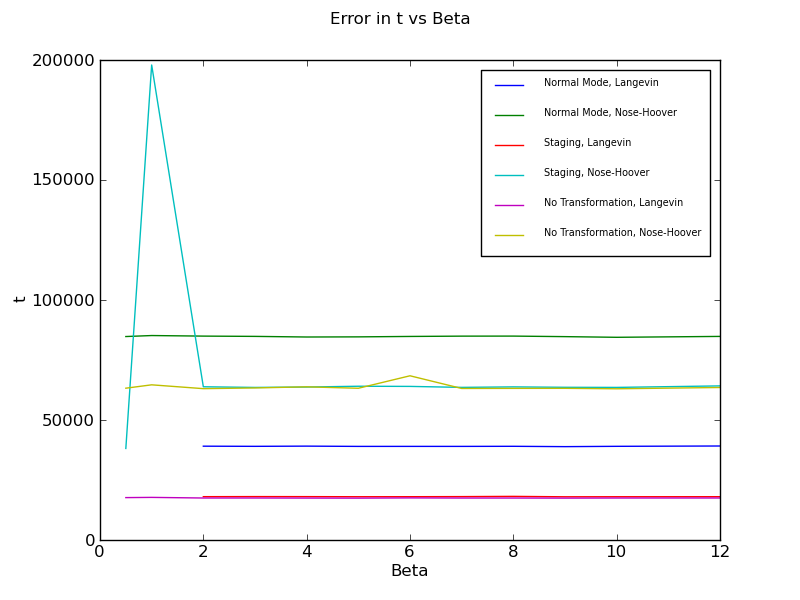 Error in t vs Beta
200000
150000
100000
50000
0
t
Normal Mode, Langevin
Normal Mode, Nose-Hoover
Staging, Langevin
Staging, Nose-Hoover
No Transformation, Langevin
No Transformation, Nose-Hoover
0 2 4 6 8 10 12
Beta